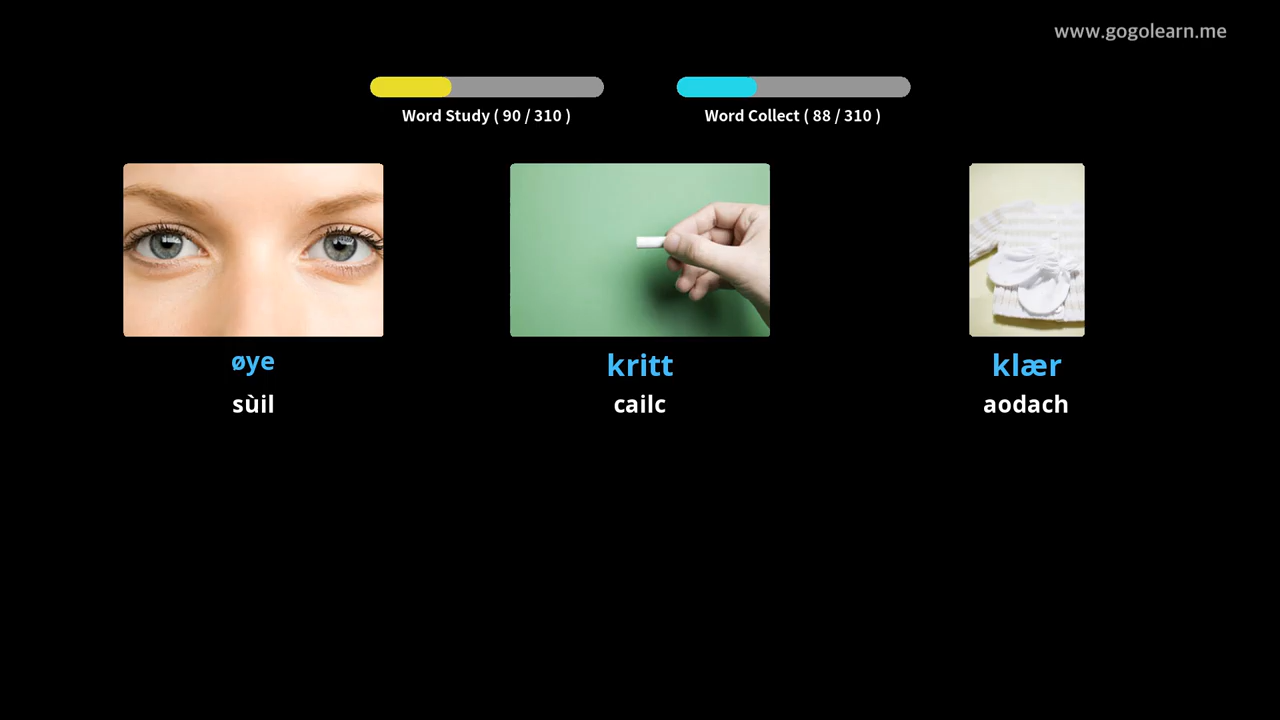 www.gogolearn.me
Word Study ( 90 / 310 )
Word Collect ( 88 / 310 )
øye
kritt
klær
sùil
cailc
aodach